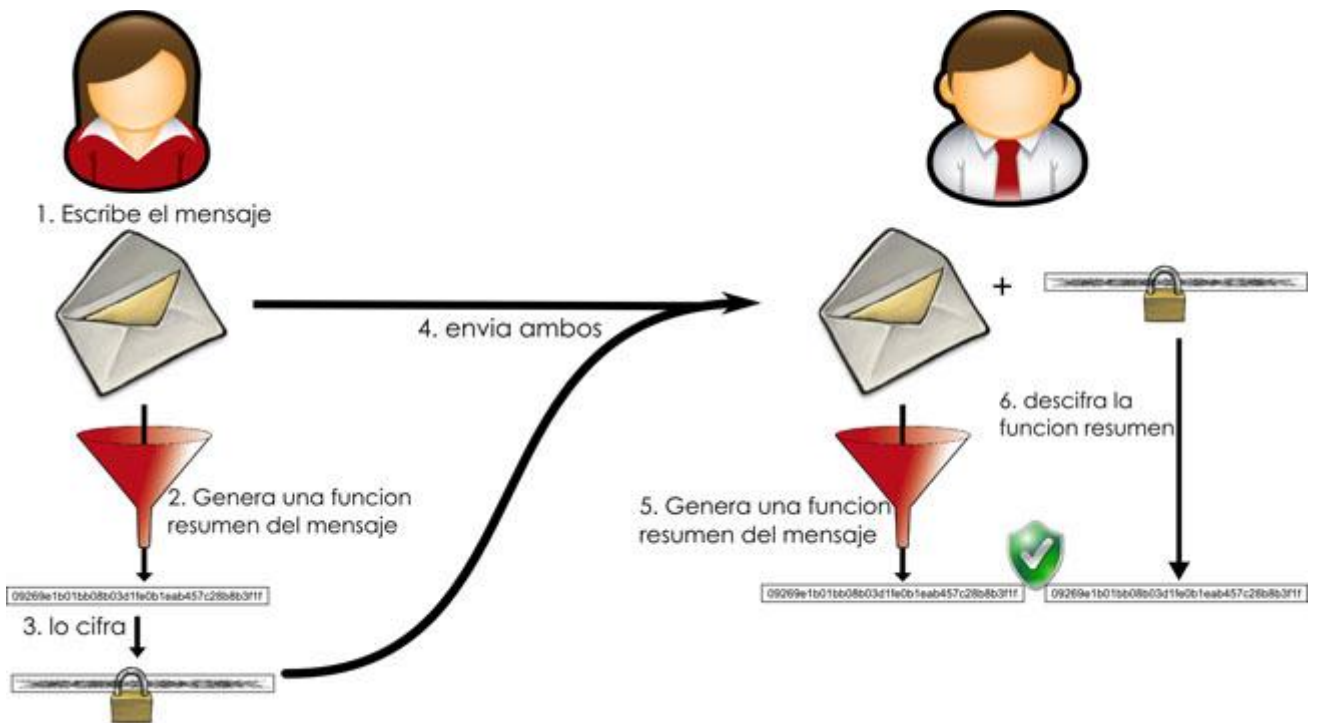 1. Escribe el mensaje
4. envia ambos
2. Genera una funcion
resumen del mensaje
09269e1b01bb08b03d1fe0b1eab457c28b8b3f1f
3. lo cifra
+
6. descifra la
funcion resumen
5. Genera una funcion
resumen del mensaje
09269e1b01bb08b03d1fe0b1eab457c28b8b3f1f
09269e1b01bb08b03d1fe0b1eab457c28b8b3f1f